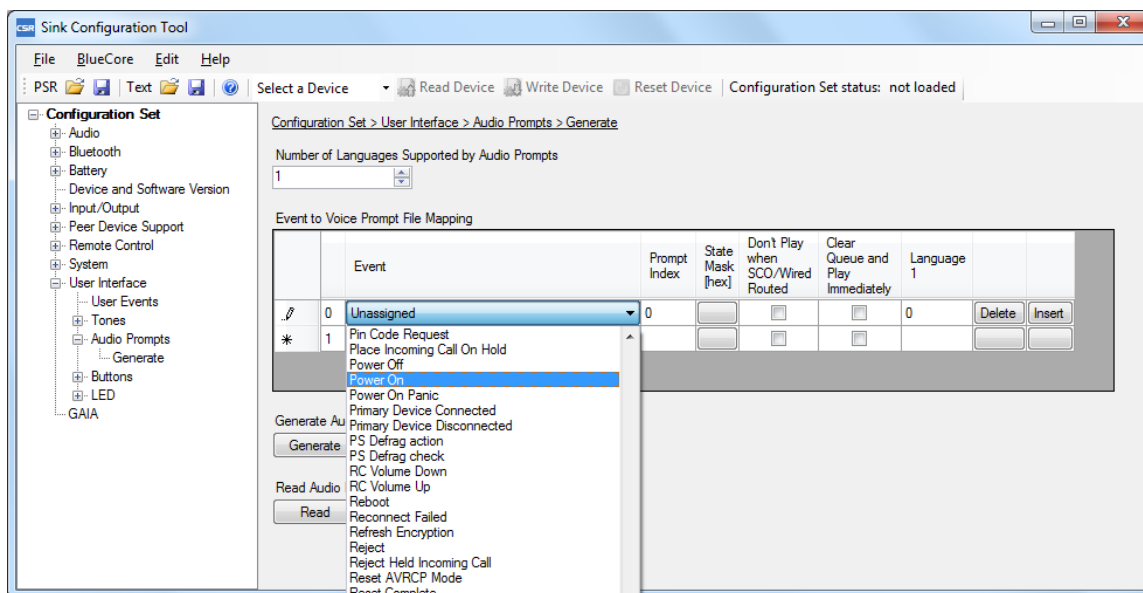 CSR Sink Configuration Tool
File BlueCore Edit Help
PSR Text Select a Device Read Device Write Device Reset Device Configuration Set status: not loaded
Configuration Set
Audio
Bluetooth
Battery
Device and Software Version
Input/Output
Peer Device Support
Remote Control
System
User Interface
User Events
Tones
Audio Prompts
Generate
Buttons
LED
GAIA
Configuration Set > User Interface > Audio Prompts > Generate
Number of Languages Supported by Audio Prompts
1
Event to Voice Prompt File Mapping
Event
Prompt
Index
State
Mask
[hex]
Don't Play
when
SCO/Wired
Routed
Clear
Queue and
Play
Immediately
Language
1
0 Unassigned 0 0 Delete Insert
* 1
Pin Code Request
Place Incoming Call On Hold
Power Off
Power On
Power On Panic
Primary Device Connected
Primary Device Disconnected
PS Defrag action
PS Defrag check
RC Volume Down
RC Volume Up
Reboot
Reconnect Failed
Refresh Encryption
Reject
Reject Held Incoming Call
Reset AVRCP Mode
Reset Complete
Generate Au
Generate
Read Audio
Read